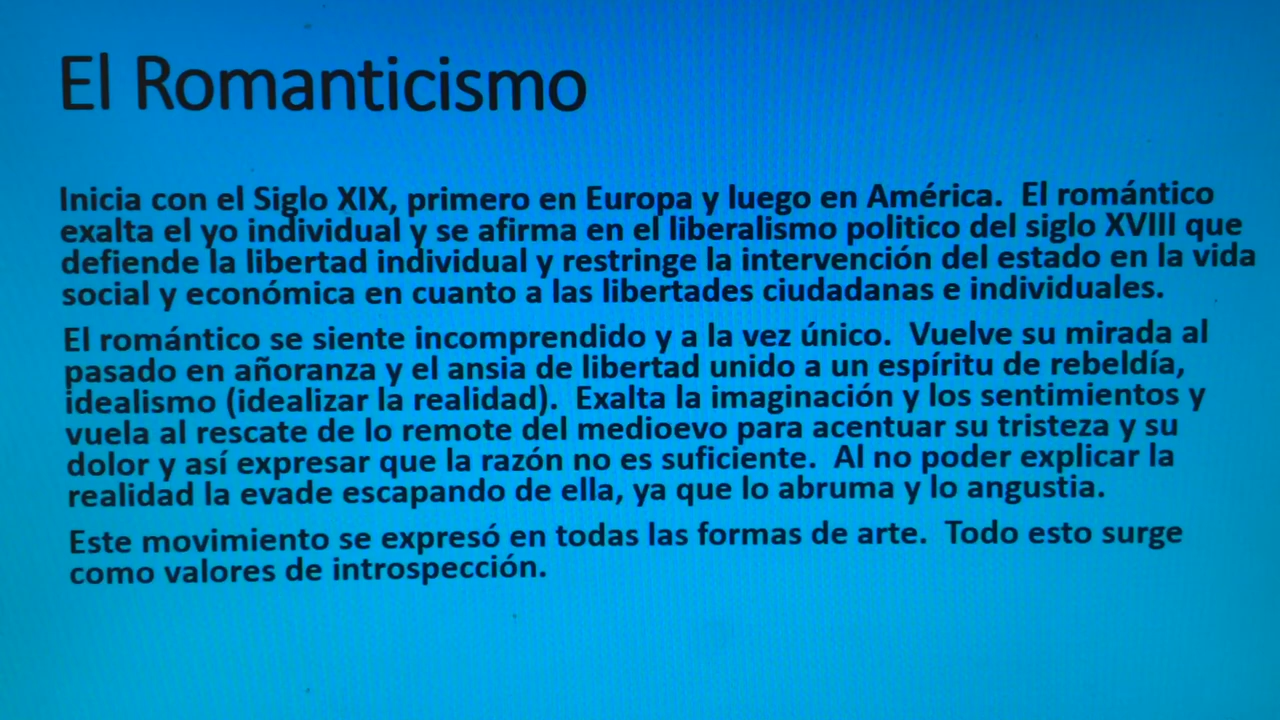 El Romanticismo
Inicia con el Siglo XIX, primero en Europa y luego en América.  El romántico
exalta el yo individual y se afirma en el liberalismo politico del siglo XVIII que
defiende la libertad individual y restringe la intervención del estado en la vida
social y económica en cuanto a las libertades ciudadanas e individuales.
El romántico se siente incomprendido y a la vez único.  Vuelve su mirada al
pasado en añoranza y el ansia de libertad unido a un espíritu de rebeldía,
idealismo (idealizar la realidad).  Exalta la imaginación y los sentimientos y
vuela al rescate de lo remote del medioevo para acentuar su tristeza y su
dolor y así expresar que la razón no es suficiente.  Al no poder explicar la
realidad la evade escapando de ella, ya que lo abruma y lo angustia.
Este movimiento se expresó en todas las formas de arte.  Todo esto surge
como valores de introspección.